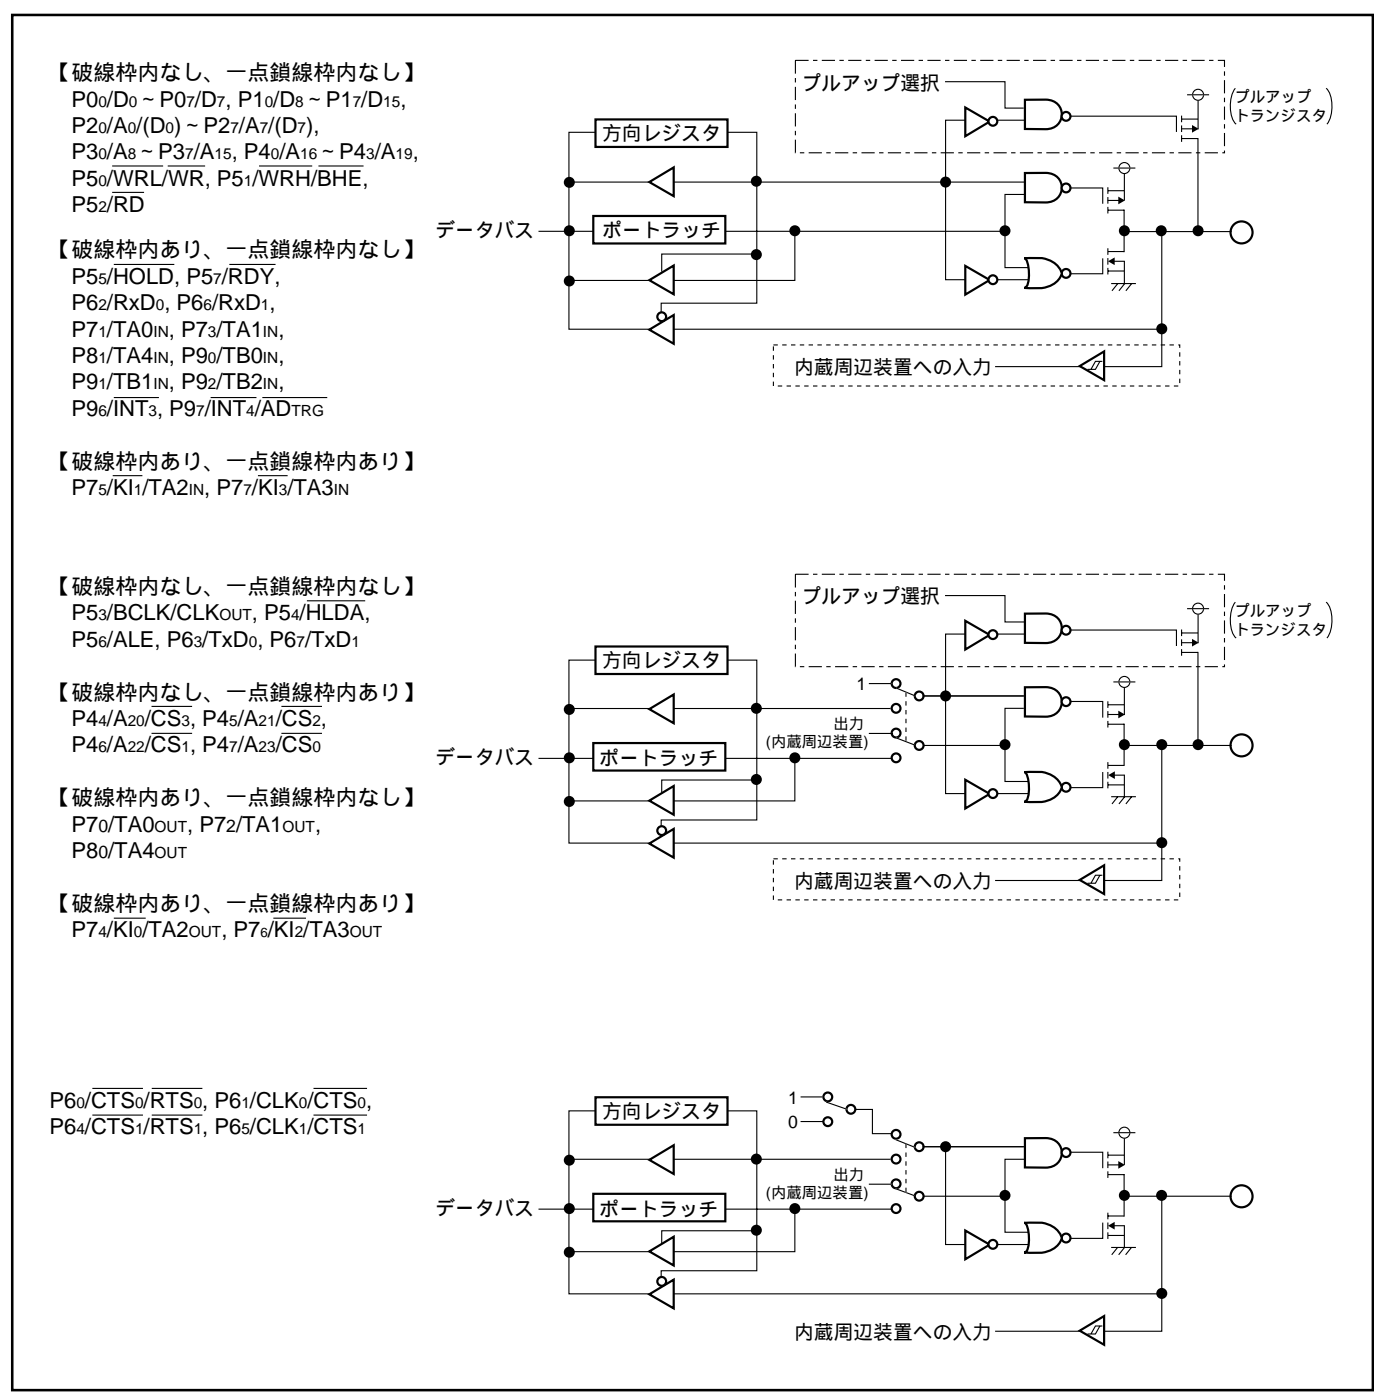 【破線枠内なし、一点鎖線枠内なし】
P00/D0 ~ P07/D7, P10/D8 ~ P17/D15,
P20/A0/(D0) ~ P27/A7/(D7),
P30/A8 ~ P37/A15, P40/A16 ~ P43/A19,
P50/WRL/WR, P51/WRH/BHE,
P52/RD
【破線枠内あり、一点鎖線枠内なし】
P55/HOLD, P57/RDY,
P62/RxD0, P66/RxD1,
P71/TA0IN, P73/TA1IN,
P81/TA4IN, P90/TB0IN,
P91/TB1IN, P92/TB2IN,
P96/INT3, P97/INT4/ADTRG
【破線枠内あり、一点鎖線枠内あり】
P75/KI1/TA2IN, P77/KI3/TA3IN
プルアップ選択
(プルアップ
トランジスタ)
方向レジスタ
データバス
ポートラッチ
内蔵周辺装置への入力
【破線枠内なし、一点鎖線枠内なし】
P53/BCLK/CLKOUT, P54/HLDA,
P56/ALE, P63/TxD0, P67/TxD1
【破線枠内なし、一点鎖線枠内あり】
P44/A20/CS3, P45/A21/CS2,
P46/A22/CS1, P47/A23/CS0
【破線枠内あり、一点鎖線枠内なし】
P70/TA0OUT, P72/TA1OUT,
P80/TA4OUT
【破線枠内あり、一点鎖線枠内あり】
P74/KI0/TA2OUT, P76/KI2/TA3OUT
プルアップ選択
(プルアップ
トランジスタ)
方向レジスタ
1
出力
(内蔵周辺装置)
データバス
ポートラッチ
内蔵周辺装置への入力
P60/CTS0/RTS0, P61/CLK0/CTS0,
P64/CTS1/RTS1, P65/CLK1/CTS1
方向レジスタ
1
0
出力
(内蔵周辺装置)
データバス
ポートラッチ
内蔵周辺装置への入力